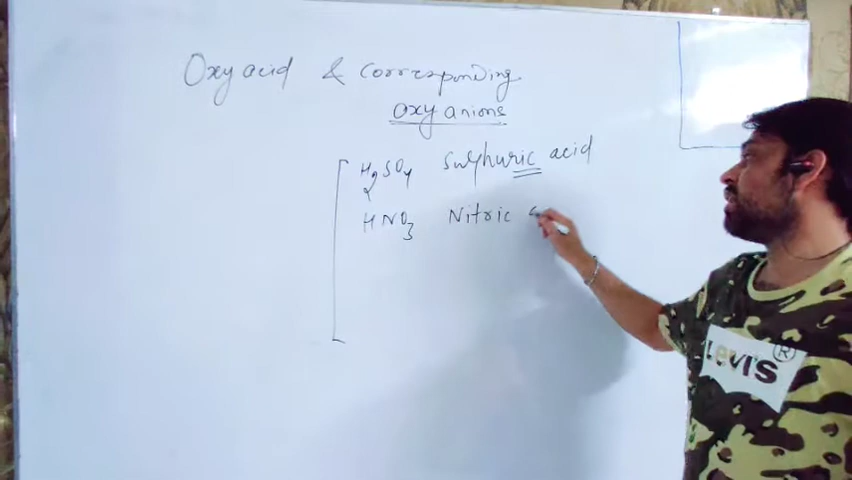 Oxy acid & corresponding
oxy anions
H2SO4 Sulphuric acid
HNO3 Nitric a
Levi's ®